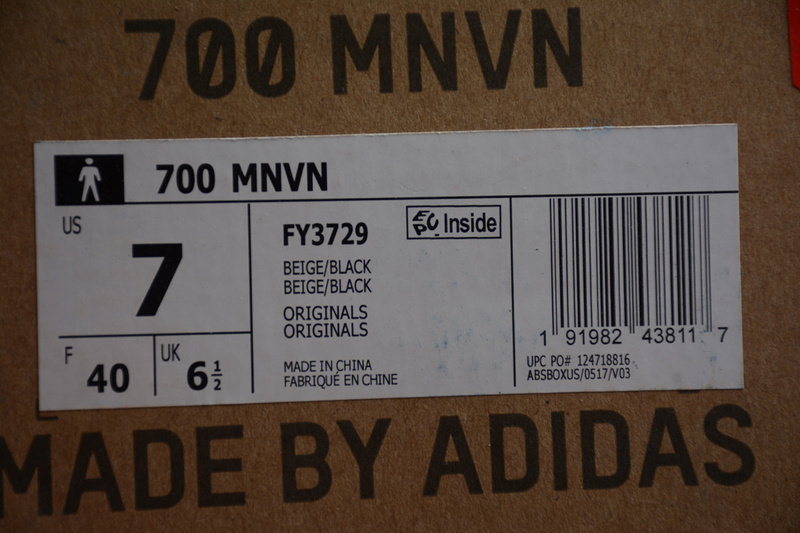 700 MNVN
700 MNVN
US
7
F
40
UK
6 1/2
FY3729
EPC Inside
BEIGE/BLACK
BEIGE/BLACK
ORIGINALS
ORIGINALS
MADE IN CHINA
FABRIQUÉ EN CHINE
1 91982 43811 7
UPC PO# 124718816
ABSBOXUS/0517/V03
MADE BY ADIDAS